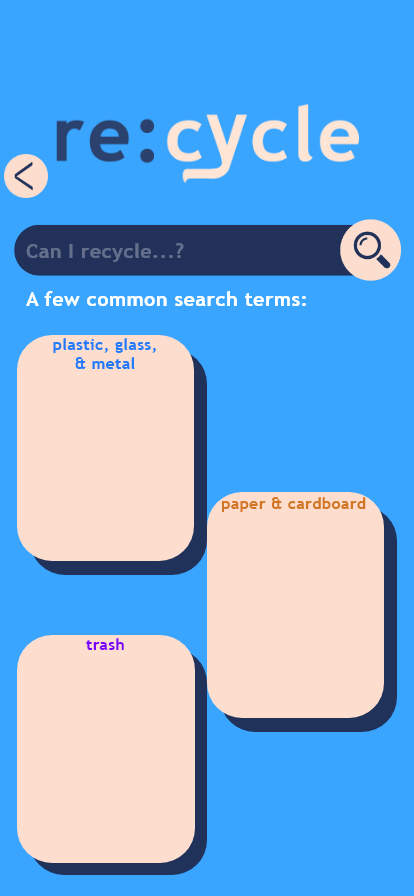 re:cycle
Can I recycle...?
A few common search terms:
plastic, glass,
& metal
paper & cardboard
trash